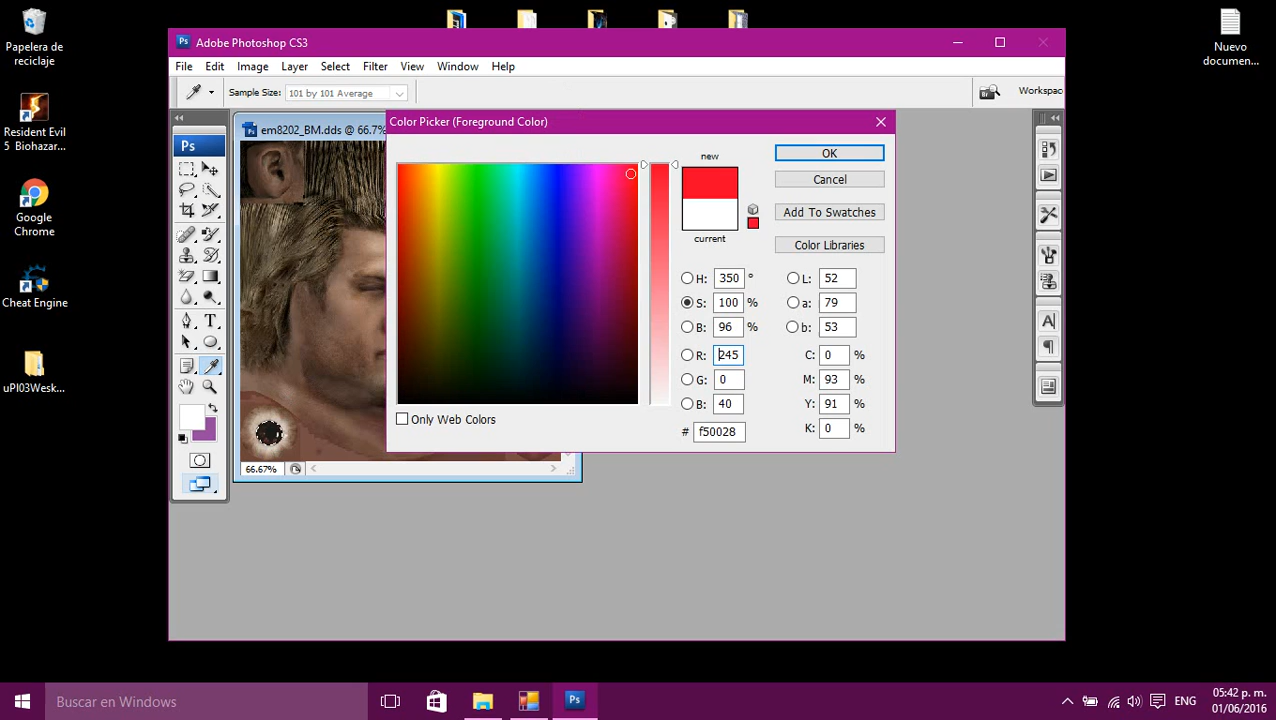 Papelera de
reciclaje
Resident Evil
5 Biohazar...
Google
Chrome
Cheat Engine
uPl03Wesk...
Nuevo
documen...
Ps Adobe Photoshop CS3
File Edit Image Layer Select Filter View Window Help
Sample Size: 101 by 101 Average
Workspac
Ps
em8202_BM.dds @ 66.7%
66.67%
Color Picker (Foreground Color)
new
current
OK
Cancel
Add To Swatches
Color Libraries
H: 350 °
L: 52
S: 100 %
a: 79
B: 96 %
b: 53
R: 245
C: 0 %
G: 0
M: 93 %
B: 40
Y: 91 %
# f50028
K: 0 %
Only Web Colors
Buscar en Windows
Ps
ENG
05:42 p. m.
01/06/2016